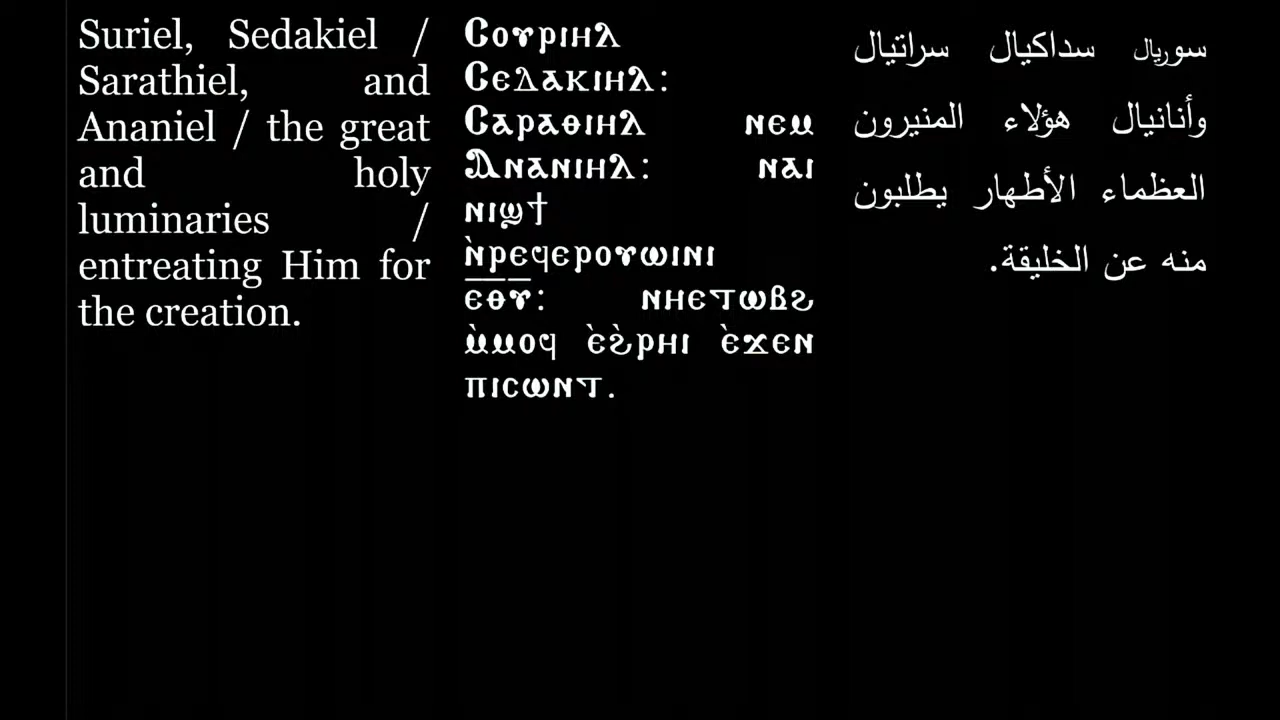 Suriel, Sedakiel /
Sarathiel, and
Ananiel / the great
and holy
luminaries /
entreating Him for
the creation.
Ⲥⲟⲩⲣⲓⲏⲗ
Ⲥⲉⲇⲁⲕⲓⲏⲗ:
Ⲥⲁⲣⲁⲑⲓⲏⲗ ⲛⲉⲙ
Ⲁⲛⲁⲛⲓⲏⲗ: ⲛⲁⲓ
ⲛⲓϣϯ
ⲛ̀ⲣⲉϥⲉⲣⲟⲩⲱⲓⲛⲓ
ⲉ̅ⲑ̅ⲩ̅: ⲛⲏⲉⲧⲱⲃϩ
ⲙ̀ⲙⲟϥ ⲉ̀ϩ̀ⲣⲏⲓ ⲉ̀ϫⲉⲛ
ⲡⲓⲥⲱⲛⲧ.
سوريال سداكيال سراتيال
وأنانيال هؤلاء المنيرون
العظماء الأطهار يطلبون
منه عن الخليقة.